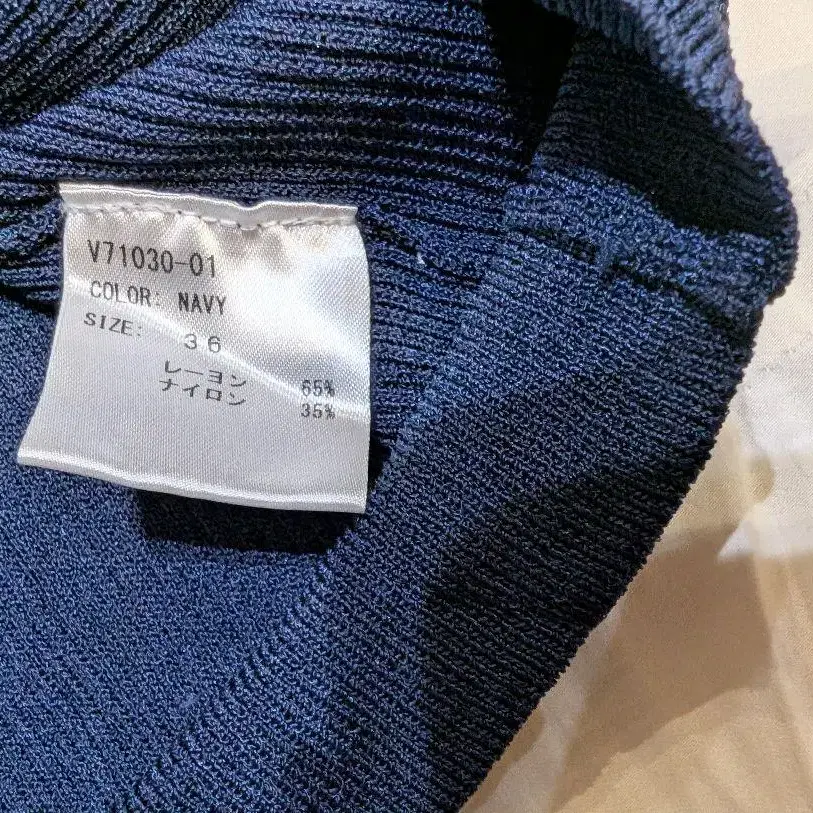 V71030-01
COLOR: NAVY
SIZE: 36
レーヨン 65%
ナイロン 35%